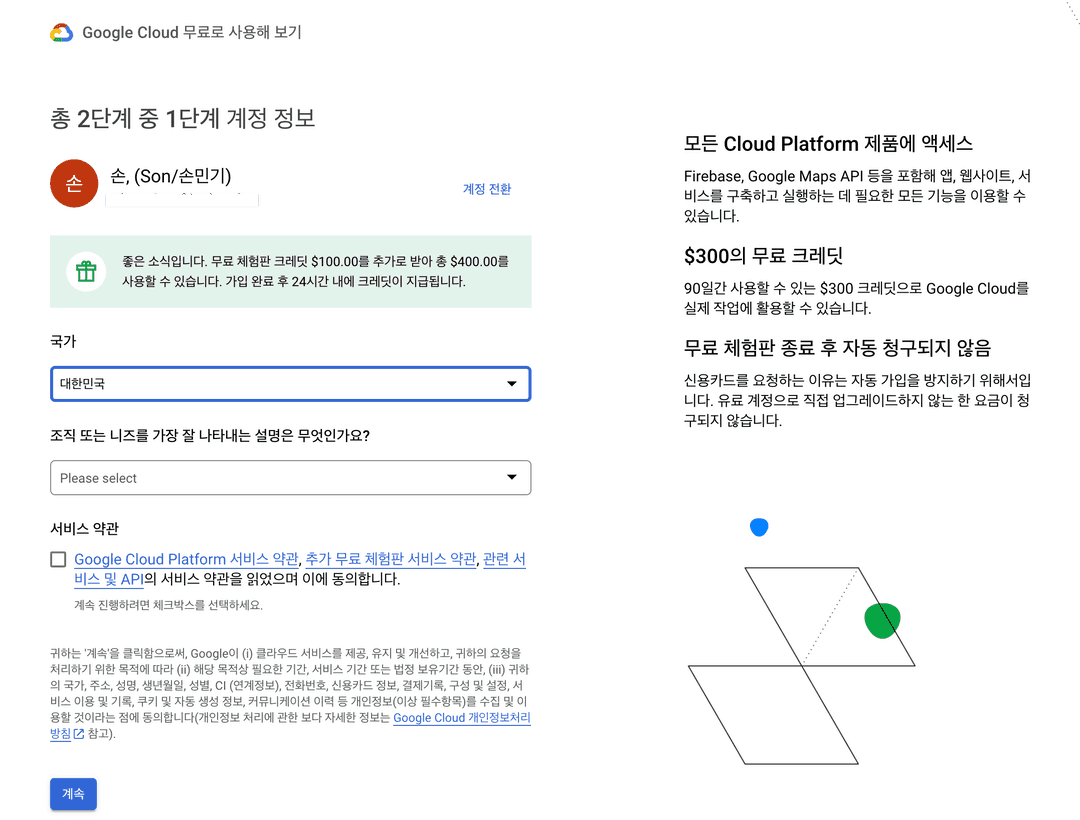 Google Cloud 무료로 사용해 보기
총 2단계 중 1단계 계정 정보
손
손, (Son/손민기)
계정 전환
좋은 소식입니다. 무료 체험판 크레딧 $100.00를 추가로 받아 총 $400.00를
사용할 수 있습니다. 가입 완료 후 24시간 내에 크레딧이 지급됩니다.
국가
대한민국
조직 또는 니즈를 가장 잘 나타내는 설명은 무엇인가요?
Please select
서비스 약관
Google Cloud Platform 서비스 약관, 추가 무료 체험판 서비스 약관, 관련 서
비스 및 API의 서비스 약관을 읽었으며 이에 동의합니다.
계속 진행하려면 체크박스를 선택하세요.
귀하는 '계속'을 클릭함으로써, Google이 (i) 클라우드 서비스를 제공, 유지 및 개선하고, 귀하의 요청을
처리하기 위한 목적에 따라 (ii) 해당 목적상 필요한 기간, 서비스 기간 또는 법정 보유기간 동안, (iii) 귀하
의 국가, 주소, 성명, 생년월일, 성별, CI (연계정보), 전화번호, 신용카드 정보, 결제기록, 구성 및 설정, 서
비스 이용 및 기록, 쿠키 및 자동 생성 정보, 커뮤니케이션 이력 등 개인정보(이상 필수항목)를 수집 및 이
용할 것이라는 점에 동의합니다(개인정보 처리에 관한 보다 자세한 정보는 Google Cloud 개인정보처리
방침 참고).
계속
모든 Cloud Platform 제품에 액세스
Firebase, Google Maps API 등을 포함해 앱, 웹사이트, 서
비스를 구축하고 실행하는 데 필요한 모든 기능을 이용할 수
있습니다.
$300의 무료 크레딧
90일간 사용할 수 있는 $300 크레딧으로 Google Cloud를
실제 작업에 활용할 수 있습니다.
무료 체험판 종료 후 자동 청구되지 않음
신용카드를 요청하는 이유는 자동 가입을 방지하기 위해서입
니다. 유료 계정으로 직접 업그레이드하지 않는 한 요금이 청
구되지 않습니다.